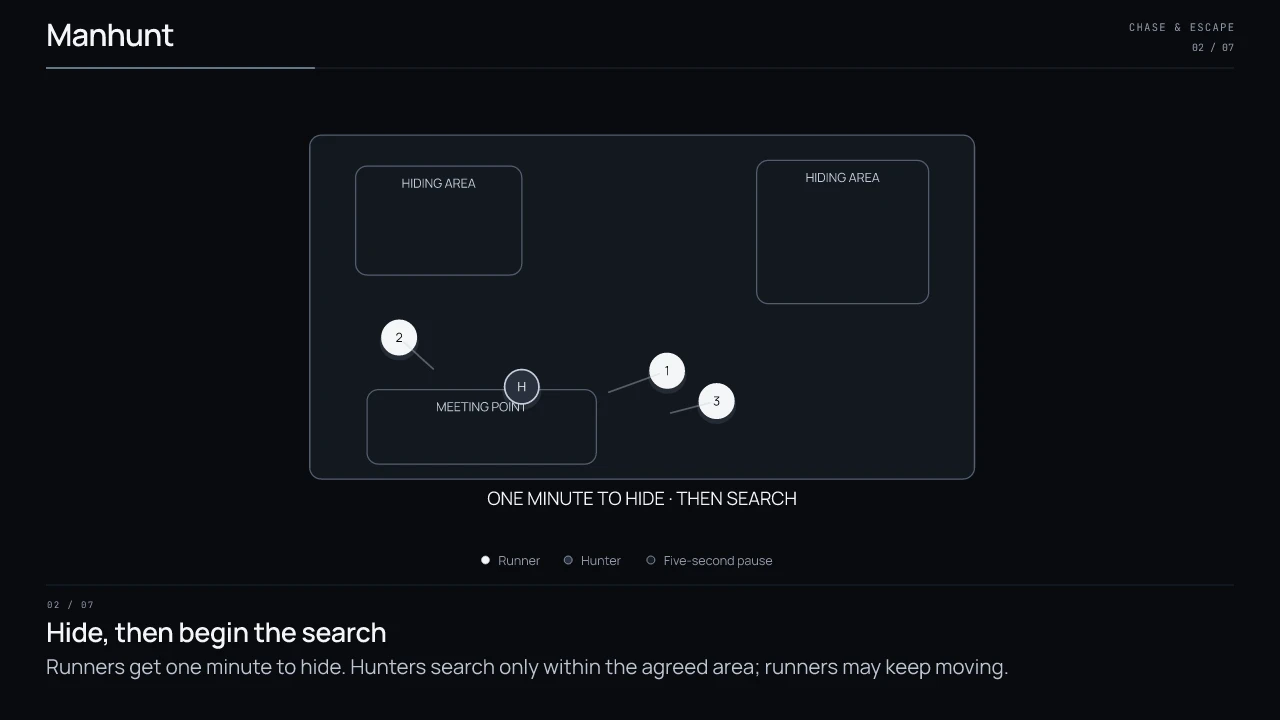 Manhunt
CHASE & ESCAPE
02 / 07
HIDING AREA
HIDING AREA
2
1
H
3
MEETING POINT
ONE MINUTE TO HIDE · THEN SEARCH
Runner
Hunter
Five-second pause
02 / 07
Hide, then begin the search
Runners get one minute to hide. Hunters search only within the agreed area; runners may keep moving.